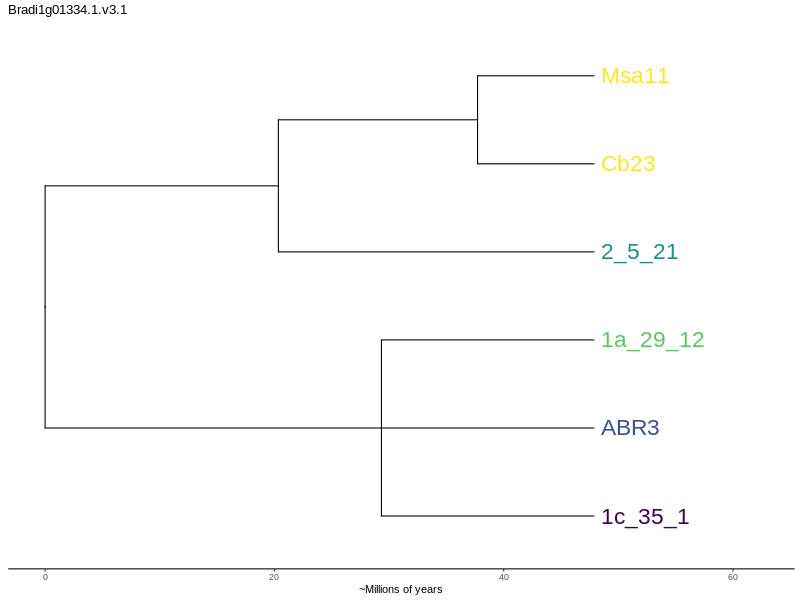 Bradi1g01334.1.v3.1
Msa11
Cb23
2_5_21
1a_29_12
ABR3
1c_35_1
0 20 40 60
~Millions of years